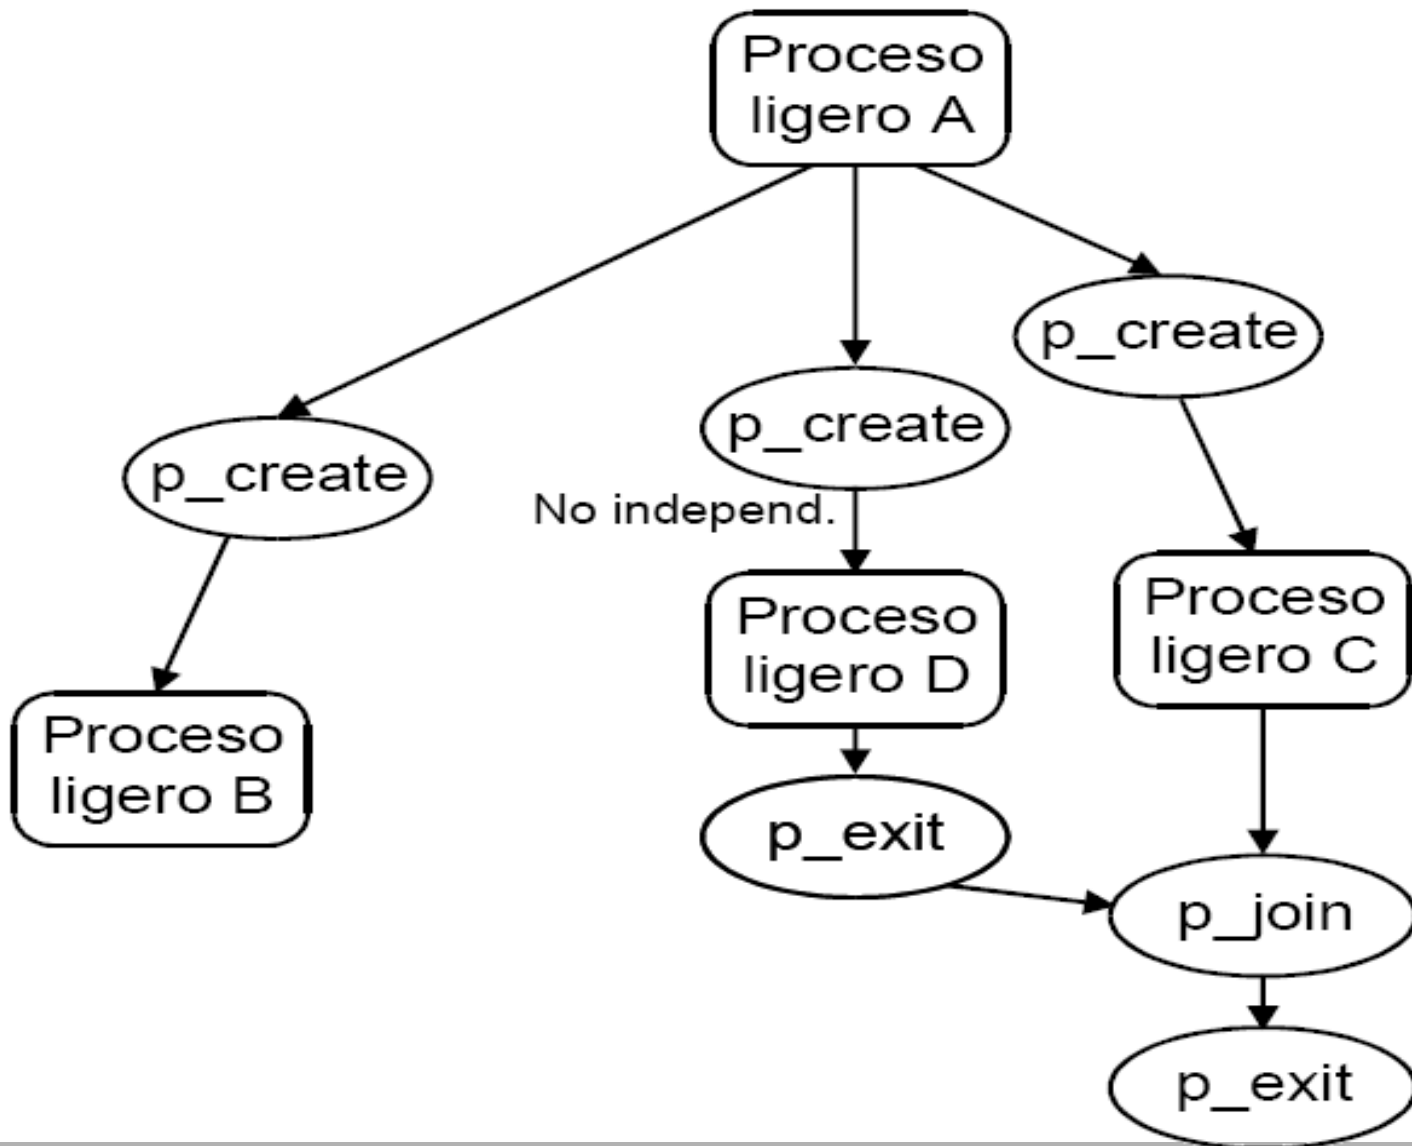 Proceso
ligero A
p_create
p_create
p_create
No independ.
Proceso
ligero D
Proceso
ligero C
Proceso
ligero B
p_exit
p_join
p_exit